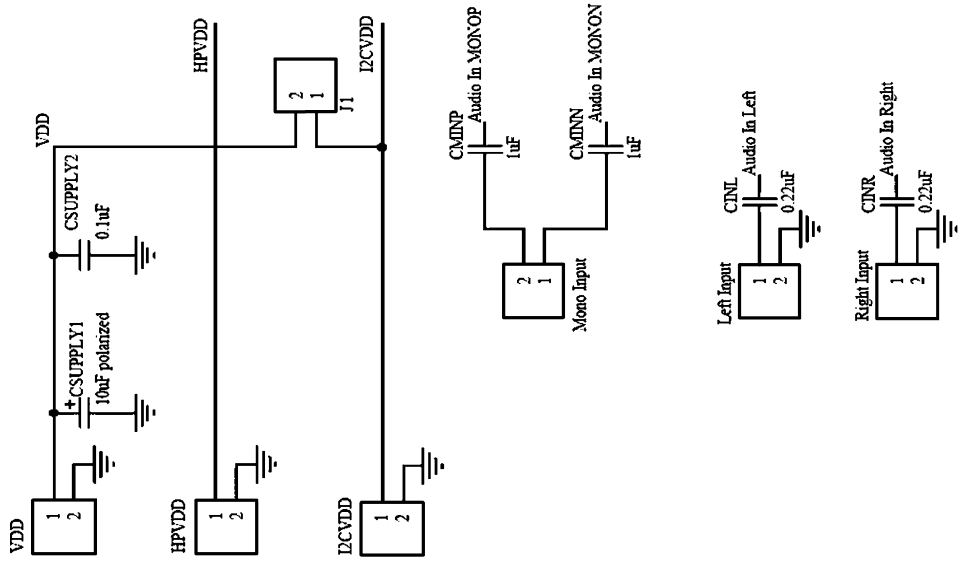 VDD
1
2
VDD
+
CSUPPLY1
10uF polarized
CSUPPLY2
0.1uF
HPVDD
1
2
HPVDD
I2CVDD
1
2
I2CVDD
2
1
J1
Mono Input
2
1
CMINP
1uF
Audio In MONOP
CMINN
1uF
Audio In MONON
Left Input
1
2
CINL
0.22uF
Audio In Left
Right Input
1
2
CINR
0.22uF
Audio In Right